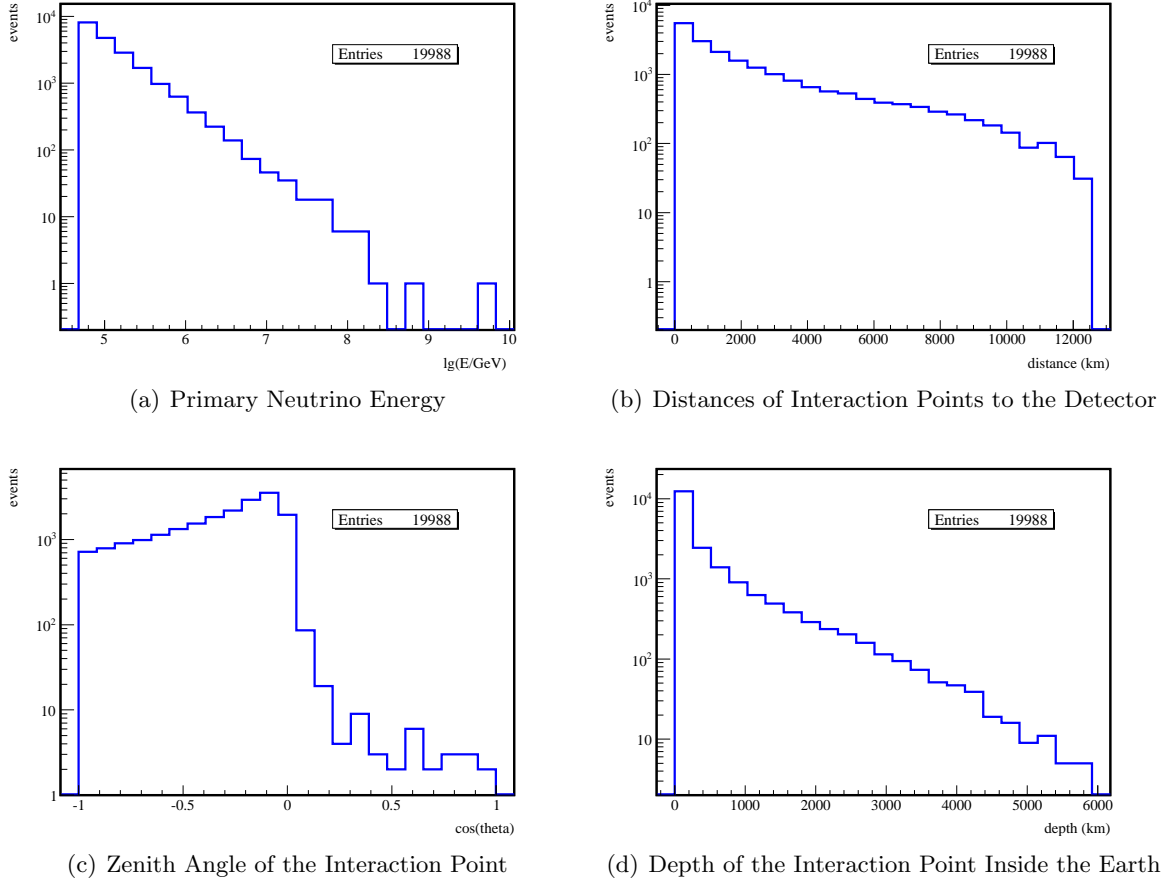 events
10⁴
10³
10²
10
1
Entries 19988
5 6 7 8 9 10
lg(E/GeV)
(a) Primary Neutrino Energy
events
10⁴
10³
10²
10
1
Entries 19988
0 2000 4000 6000 8000 10000 12000
distance (km)
(b) Distances of Interaction Points to the Detector
events
10³
10²
10
1
Entries 19988
-1 -0.5 0 0.5 1
cos(theta)
(c) Zenith Angle of the Interaction Point
events
10⁴
10³
10²
10
Entries 19988
0 1000 2000 3000 4000 5000 6000
depth (km)
(d) Depth of the Interaction Point Inside the Earth